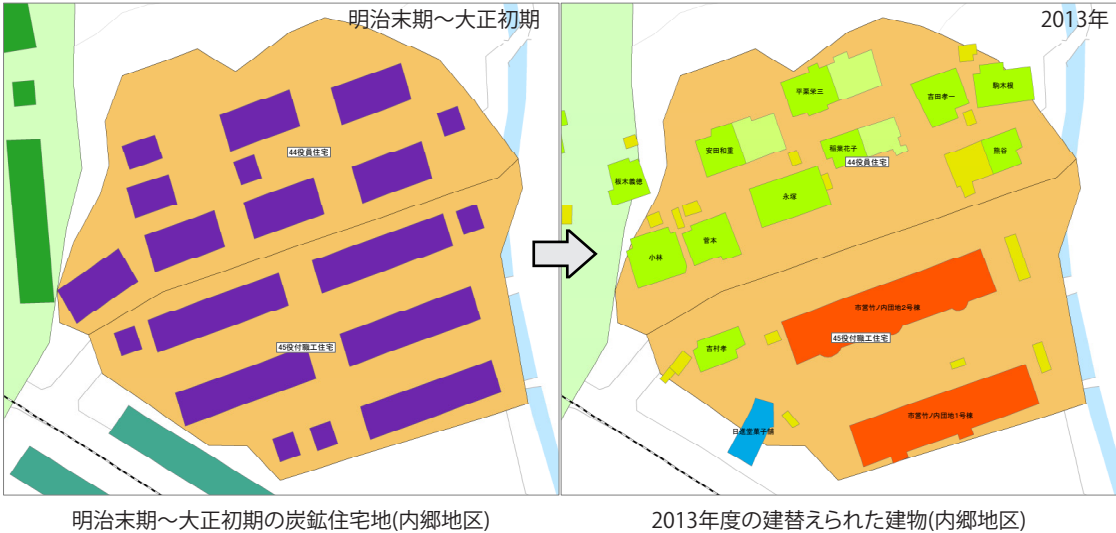 明治末期～大正初期
44役員住宅
45役付職工住宅
2013年
平栗栄三
吉田孝一
駒木根
安田和重
稲葉花子
44役員住宅
熊谷
板木義徳
永塚
菅本
小林
市営竹ノ内団地2号棟
45役付職工住宅
吉村孝
市営竹ノ内団地1号棟
日進堂菓子舗
明治末期～大正初期の炭鉱住宅地(内郷地区)
2013年度の建替えられた建物(内郷地区)